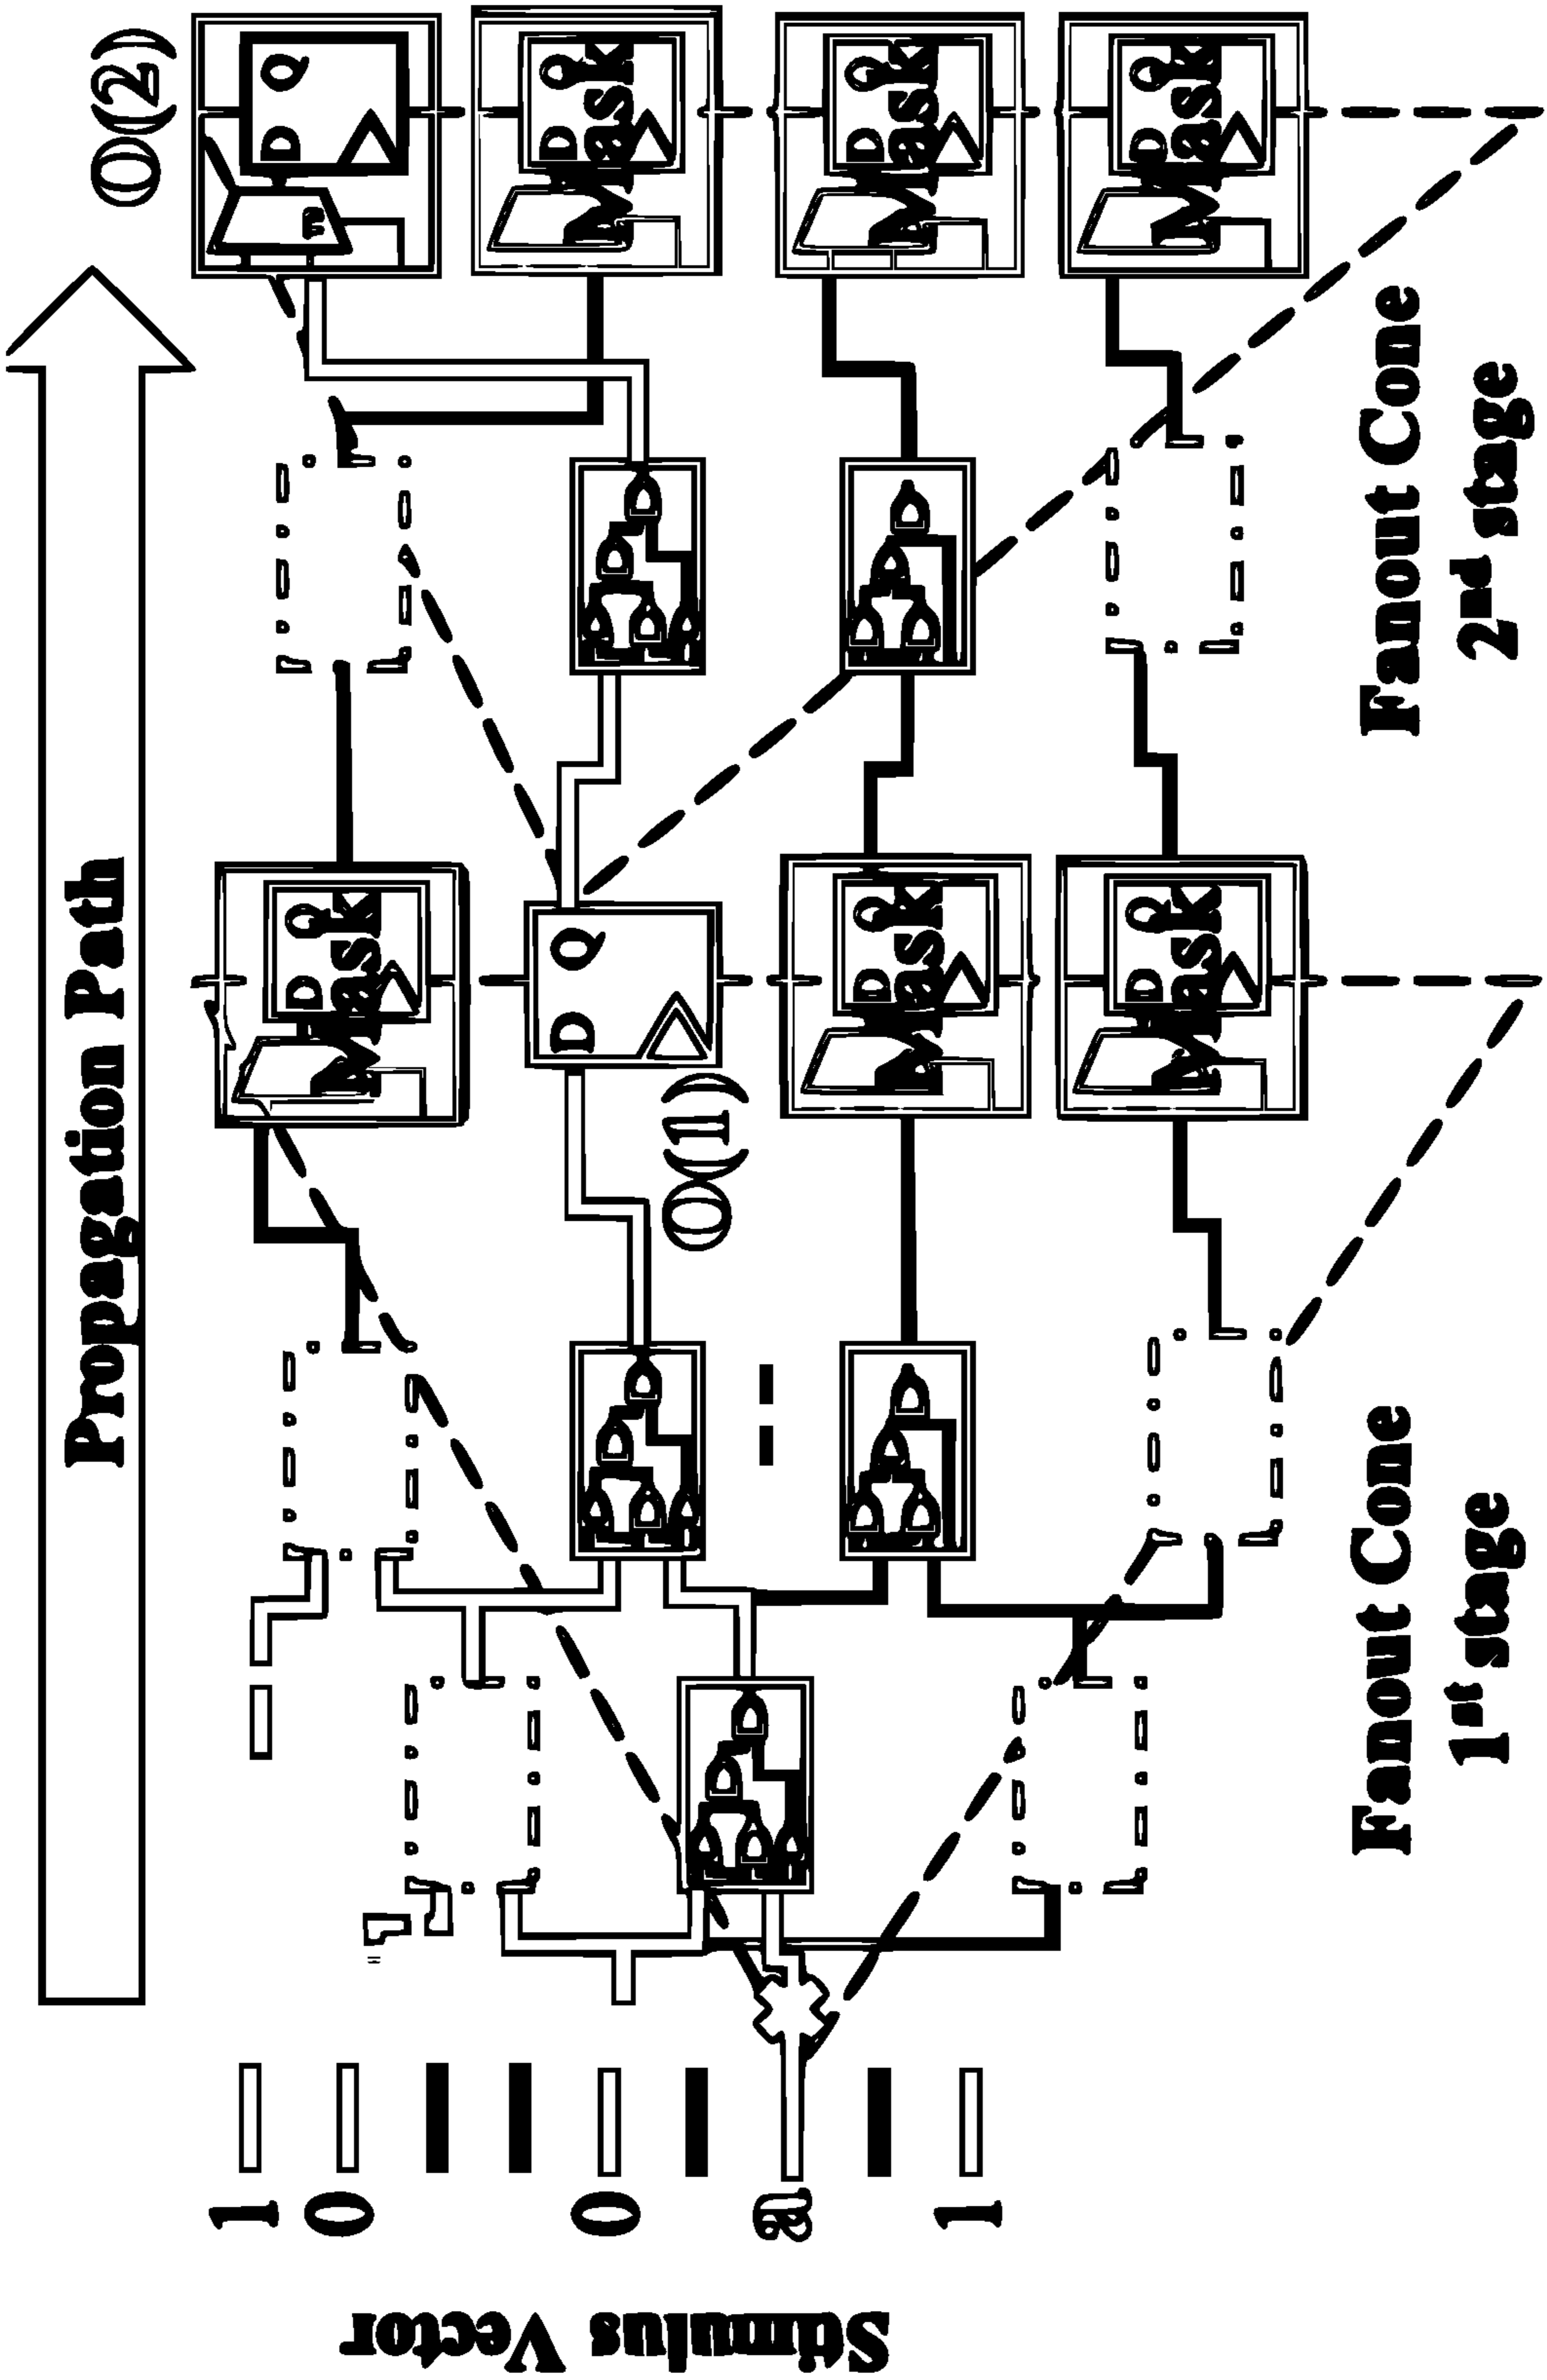 Propagation Path
O(2)
D Q
m
D Q
Mask
D Q
Mask
D Q
Mask
D Q
Mask
D Q
O(1)
D Q
Mask
D Q
Mask
1
0
0
a
1
Stimulus Vector
Fanout Cone
1st stage
Fanout Cone
2nd stage